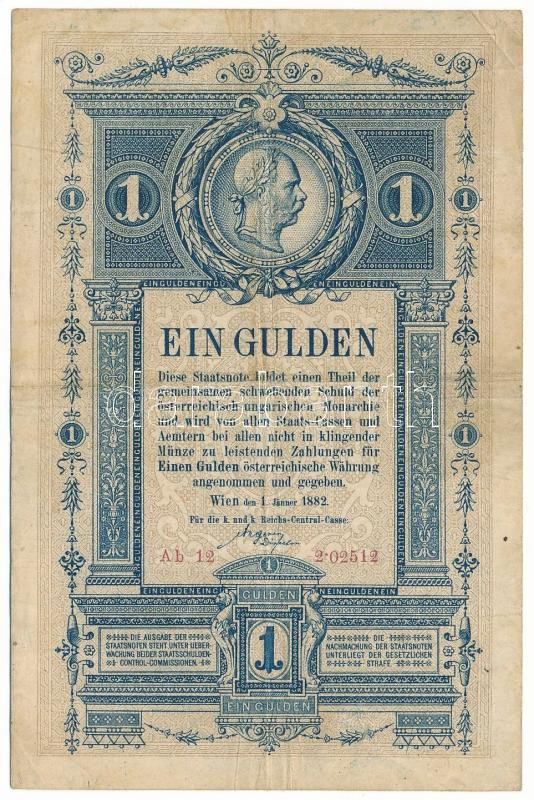 1 1
1 1
EINGULDENEING ENEINGULDENEIN
EIN GULDEN
Diese Staatsnote bildet einen Theil der
gemeinsamen schwebenden Schuld der
österreichisch-ungarischen Monarchie
und wird von allen Staats-Cassen und
Aemtern bei allen nicht in klingender
Münze zu leistenden Zahlungen für
Einen Gulden österreichische Währung
angenommen und gegeben.
Wien den 1. Jänner 1882.
Für die k. und k. Reichs-Central-Casse:
1 1
Ab 12 2·02512
1
GULDEN
1
EIN GULDEN
DIE AUSGABE DER
STAATSNOTEN STEHT UNTER UEBER-
WACHUNG BEIDER STAATSSCHULDEN-
CONTROL-COMMISSIONEN.
DIE
NACHMACHUNG DER STAATSNOTEN
UNTERLIEGT DER GESETZLICHEN
STRAFE